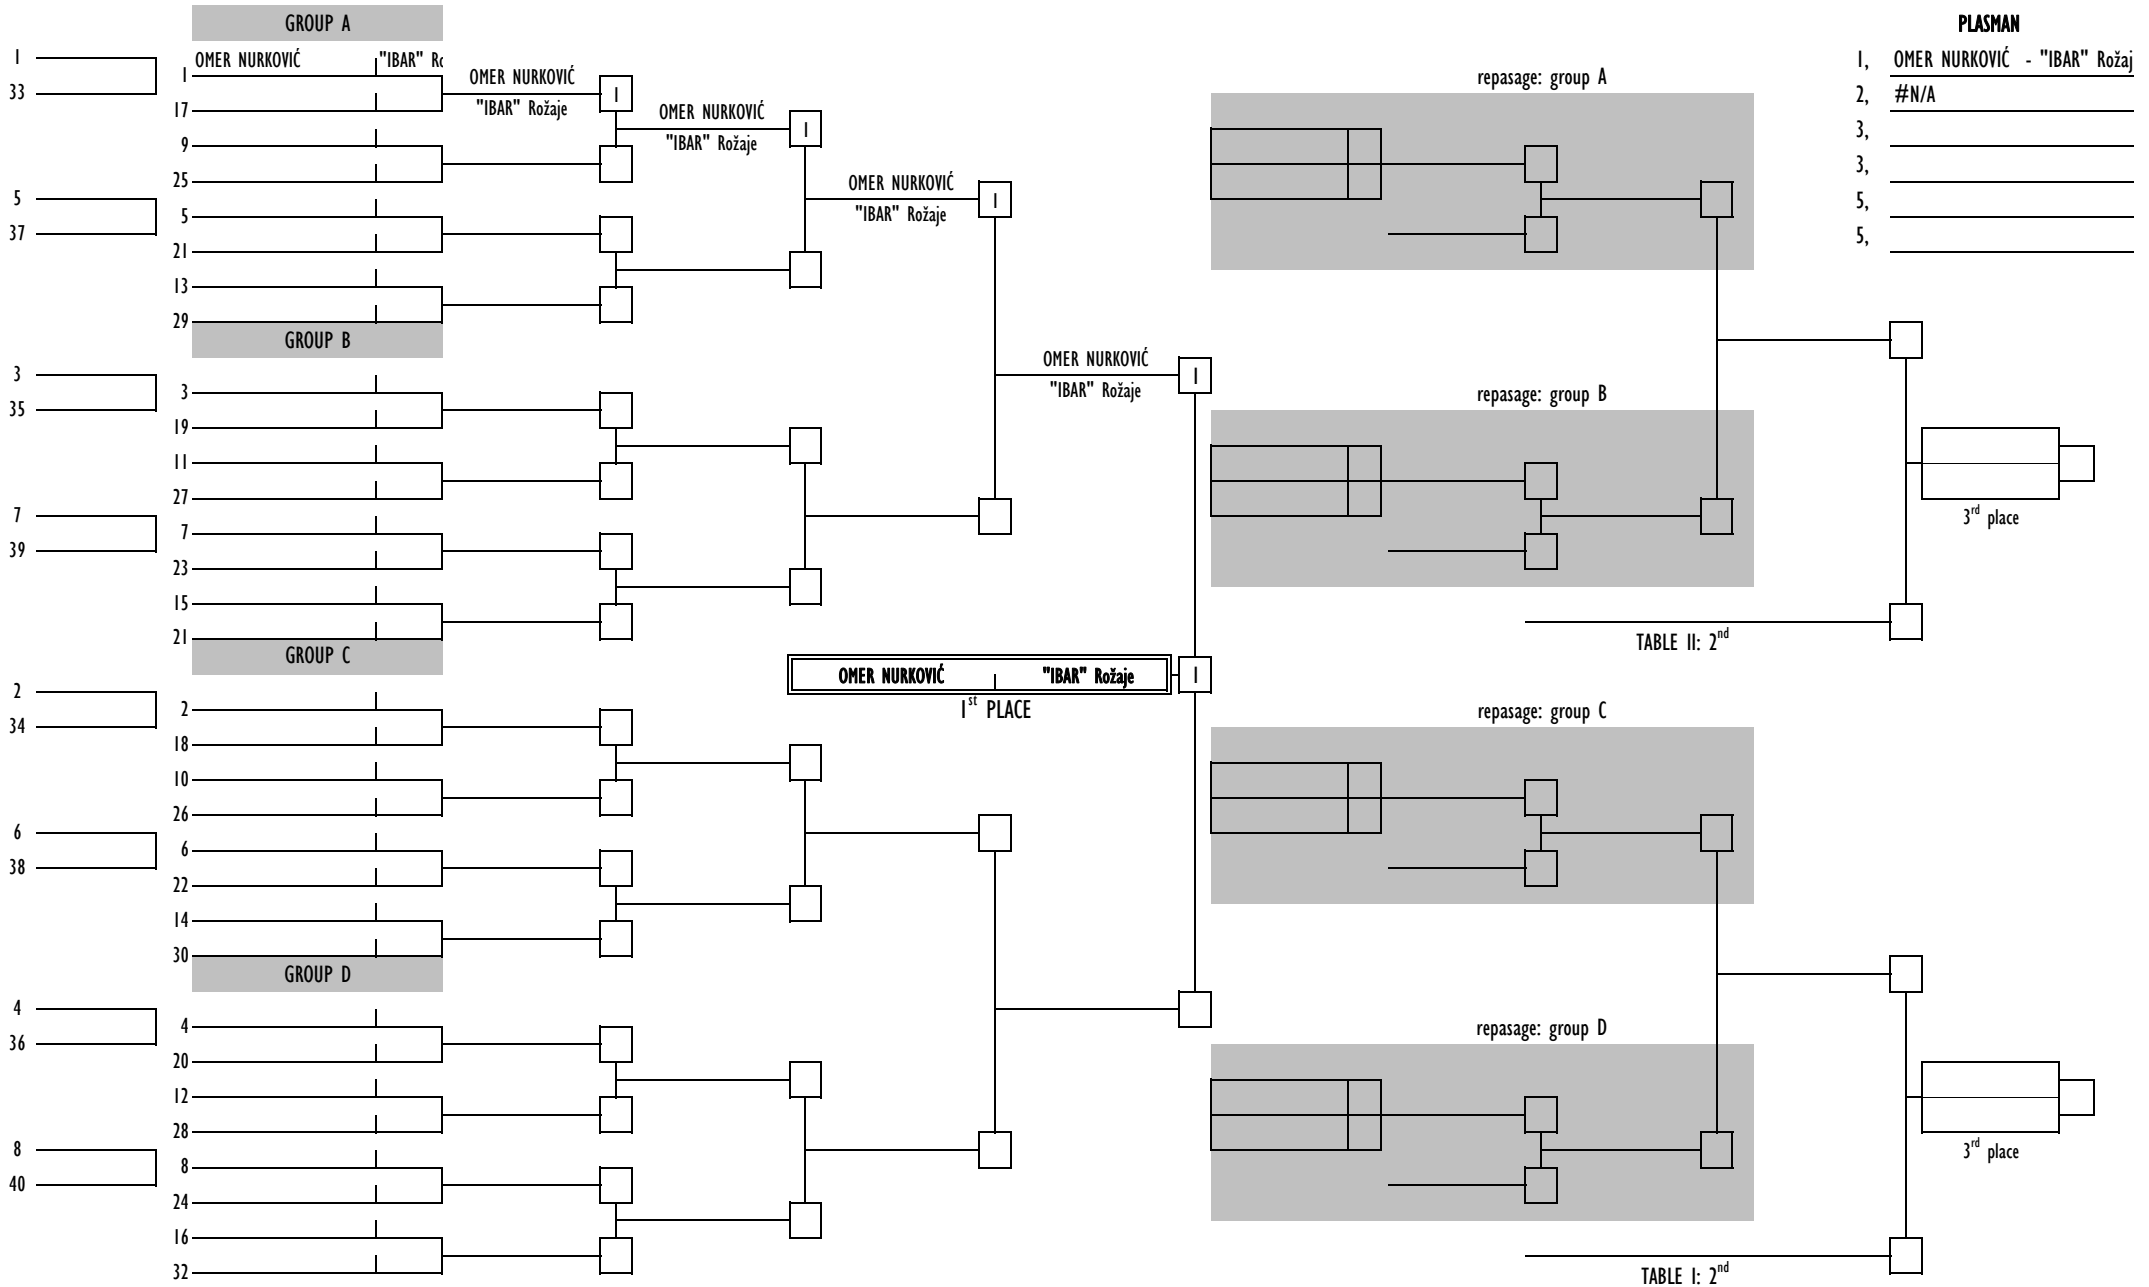 GROUP A
1
33
OMER NURKOVIĆ "IBAR" Ro
1
17
9
25
5
37
5
21
13
29
GROUP B
3
35
3
19
11
27
7
39
7
23
15
21
GROUP C
2
34
2
18
10
26
6
38
6
22
14
30
GROUP D
4
36
4
20
12
28
8
40
8
24
16
32
OMER NURKOVIĆ
"IBAR" Rožaje
1
OMER NURKOVIĆ
"IBAR" Rožaje
1
OMER NURKOVIĆ
"IBAR" Rožaje
1
OMER NURKOVIĆ
"IBAR" Rožaje
1
OMER NURKOVIĆ "IBAR" Rožaje
1
1st PLACE
repasage: group A
repasage: group B
TABLE II: 2nd
3rd place
repasage: group C
repasage: group D
TABLE I: 2nd
3rd place
PLASMAN
1, OMER NURKOVIĆ - "IBAR" Rožaj
2, #N/A
3,
3,
5,
5,